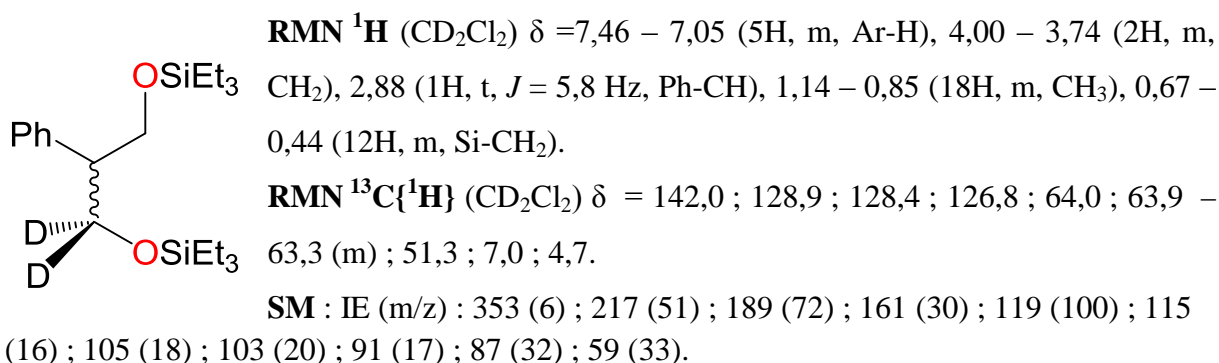 RMN ¹H (CD₂Cl₂) δ =7,46 – 7,05 (5H, m, Ar-H), 4,00 – 3,74 (2H, m,
CH₂), 2,88 (1H, t, J = 5,8 Hz, Ph-CH), 1,14 – 0,85 (18H, m, CH₃), 0,67 –
0,44 (12H, m, Si-CH₂).
OSiEt₃
Ph
RMN ¹³C{¹H} (CD₂Cl₂) δ = 142,0 ; 128,9 ; 128,4 ; 126,8 ; 64,0 ; 63,9 –
63,3 (m) ; 51,3 ; 7,0 ; 4,7.
D
OSiEt₃
D
SM : IE (m/z) : 353 (6) ; 217 (51) ; 189 (72) ; 161 (30) ; 119 (100) ; 115
(16) ; 105 (18) ; 103 (20) ; 91 (17) ; 87 (32) ; 59 (33).